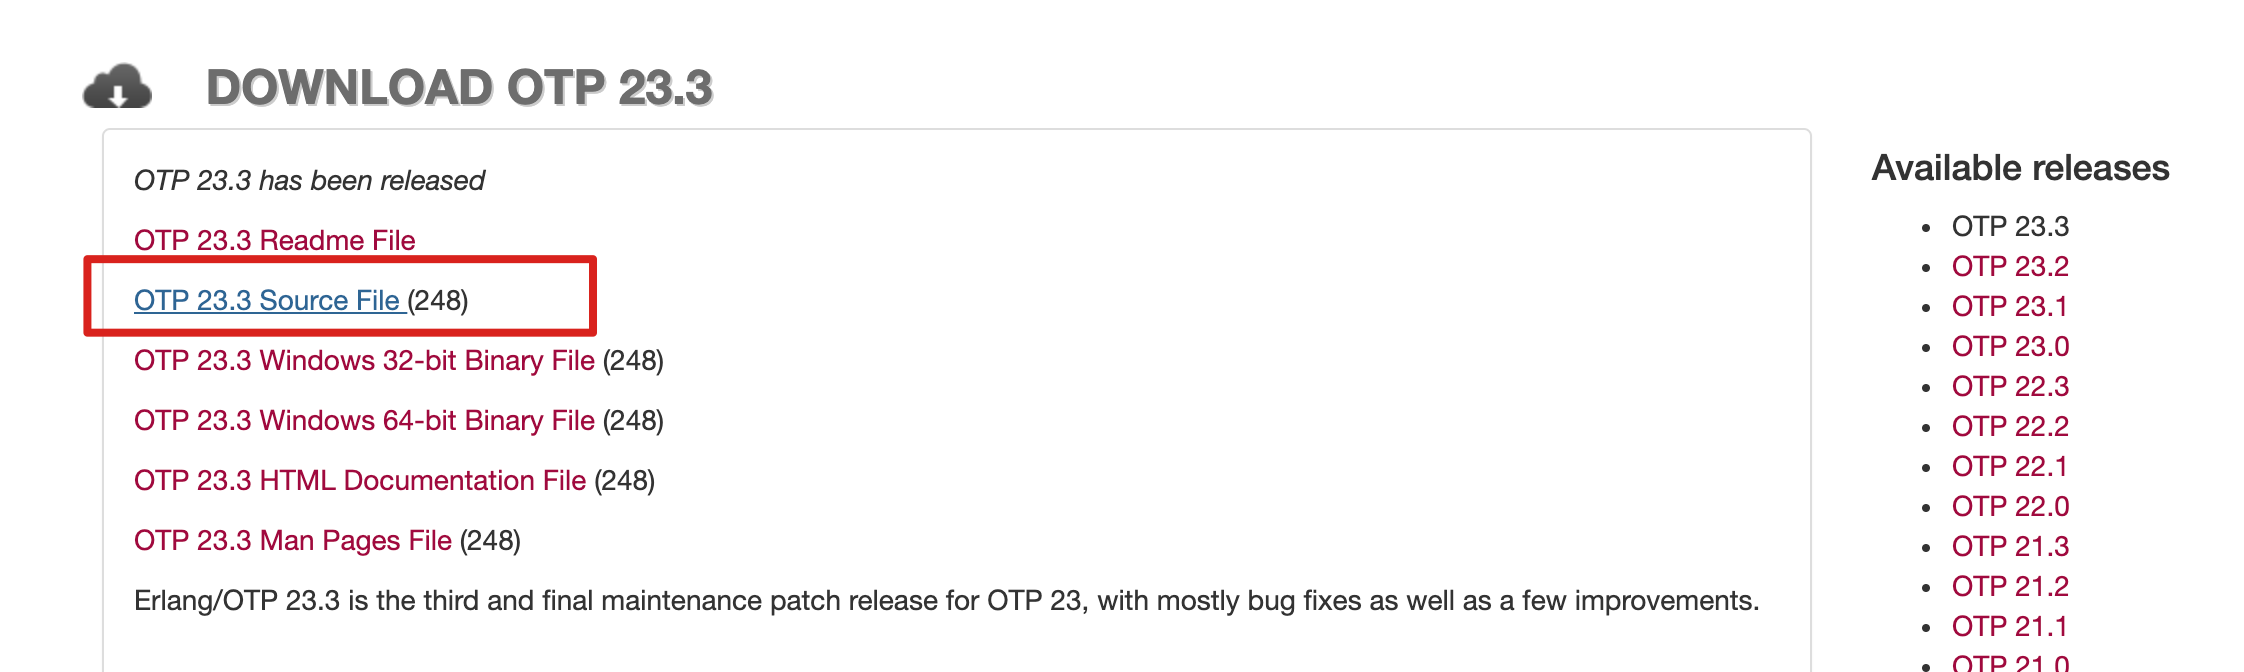 DOWNLOAD OTP 23.3
OTP 23.3 has been released
OTP 23.3 Readme File
OTP 23.3 Source File (248)
OTP 23.3 Windows 32-bit Binary File (248)
OTP 23.3 Windows 64-bit Binary File (248)
OTP 23.3 HTML Documentation File (248)
OTP 23.3 Man Pages File (248)
Erlang/OTP 23.3 is the third and final maintenance patch release for OTP 23, with mostly bug fixes as well as a few improvements.
Available releases
OTP 23.3
OTP 23.2
OTP 23.1
OTP 23.0
OTP 22.3
OTP 22.2
OTP 22.1
OTP 22.0
OTP 21.3
OTP 21.2
OTP 21.1
OTP 21.0